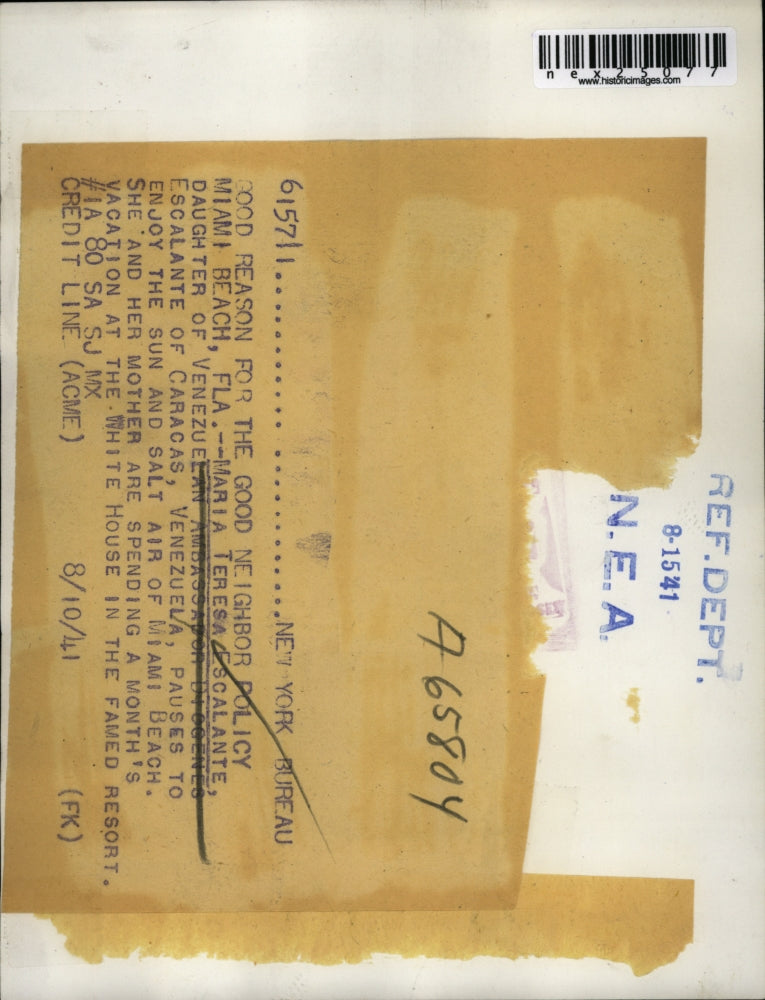 nex25077
www.historicimages.com
REF.DEPT.
8-15'41
N.E.A.
A65804
615711..........................NEW YORK BUREAU
GOOD REASON FOR THE GOOD NEIGHBOR POLICY
MIAMI BEACH, FLA.--MARIA TERESA ESCALANTE,
DAUGHTER OF VENEZUELAN AMBASSADOR DIOGENES
ESCALANTE OF CARACAS, VENEZUELA, PAUSES TO
ENJOY THE SUN AND SALT AIR OF MIAMI BEACH.
SHE AND HER MOTHER ARE SPENDING A MONTH'S
VACATION AT THE WHITE HOUSE IN THE FAMED RESORT.
#1A 80 SA SJ MX
CREDIT LINE (ACME) 8/10/41 (FK)